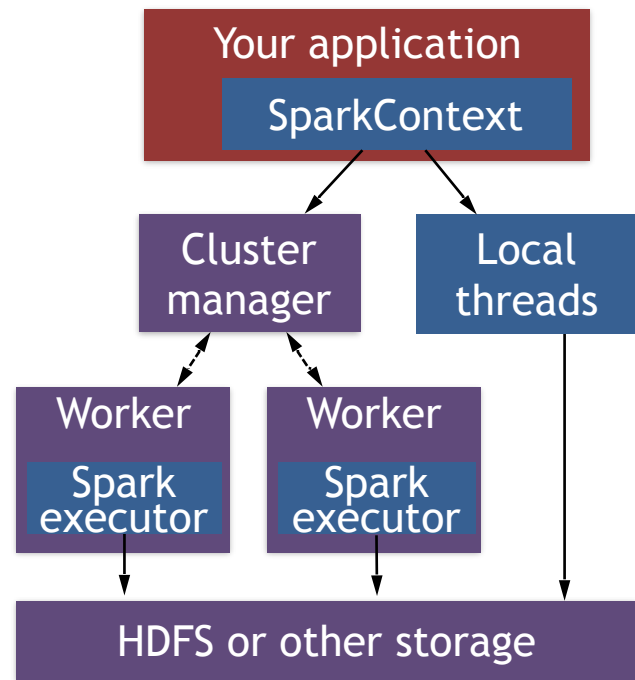 Your application
SparkContext
Cluster
manager
Local
threads
Worker
Spark
executor
Worker
Spark
executor
HDFS or other storage